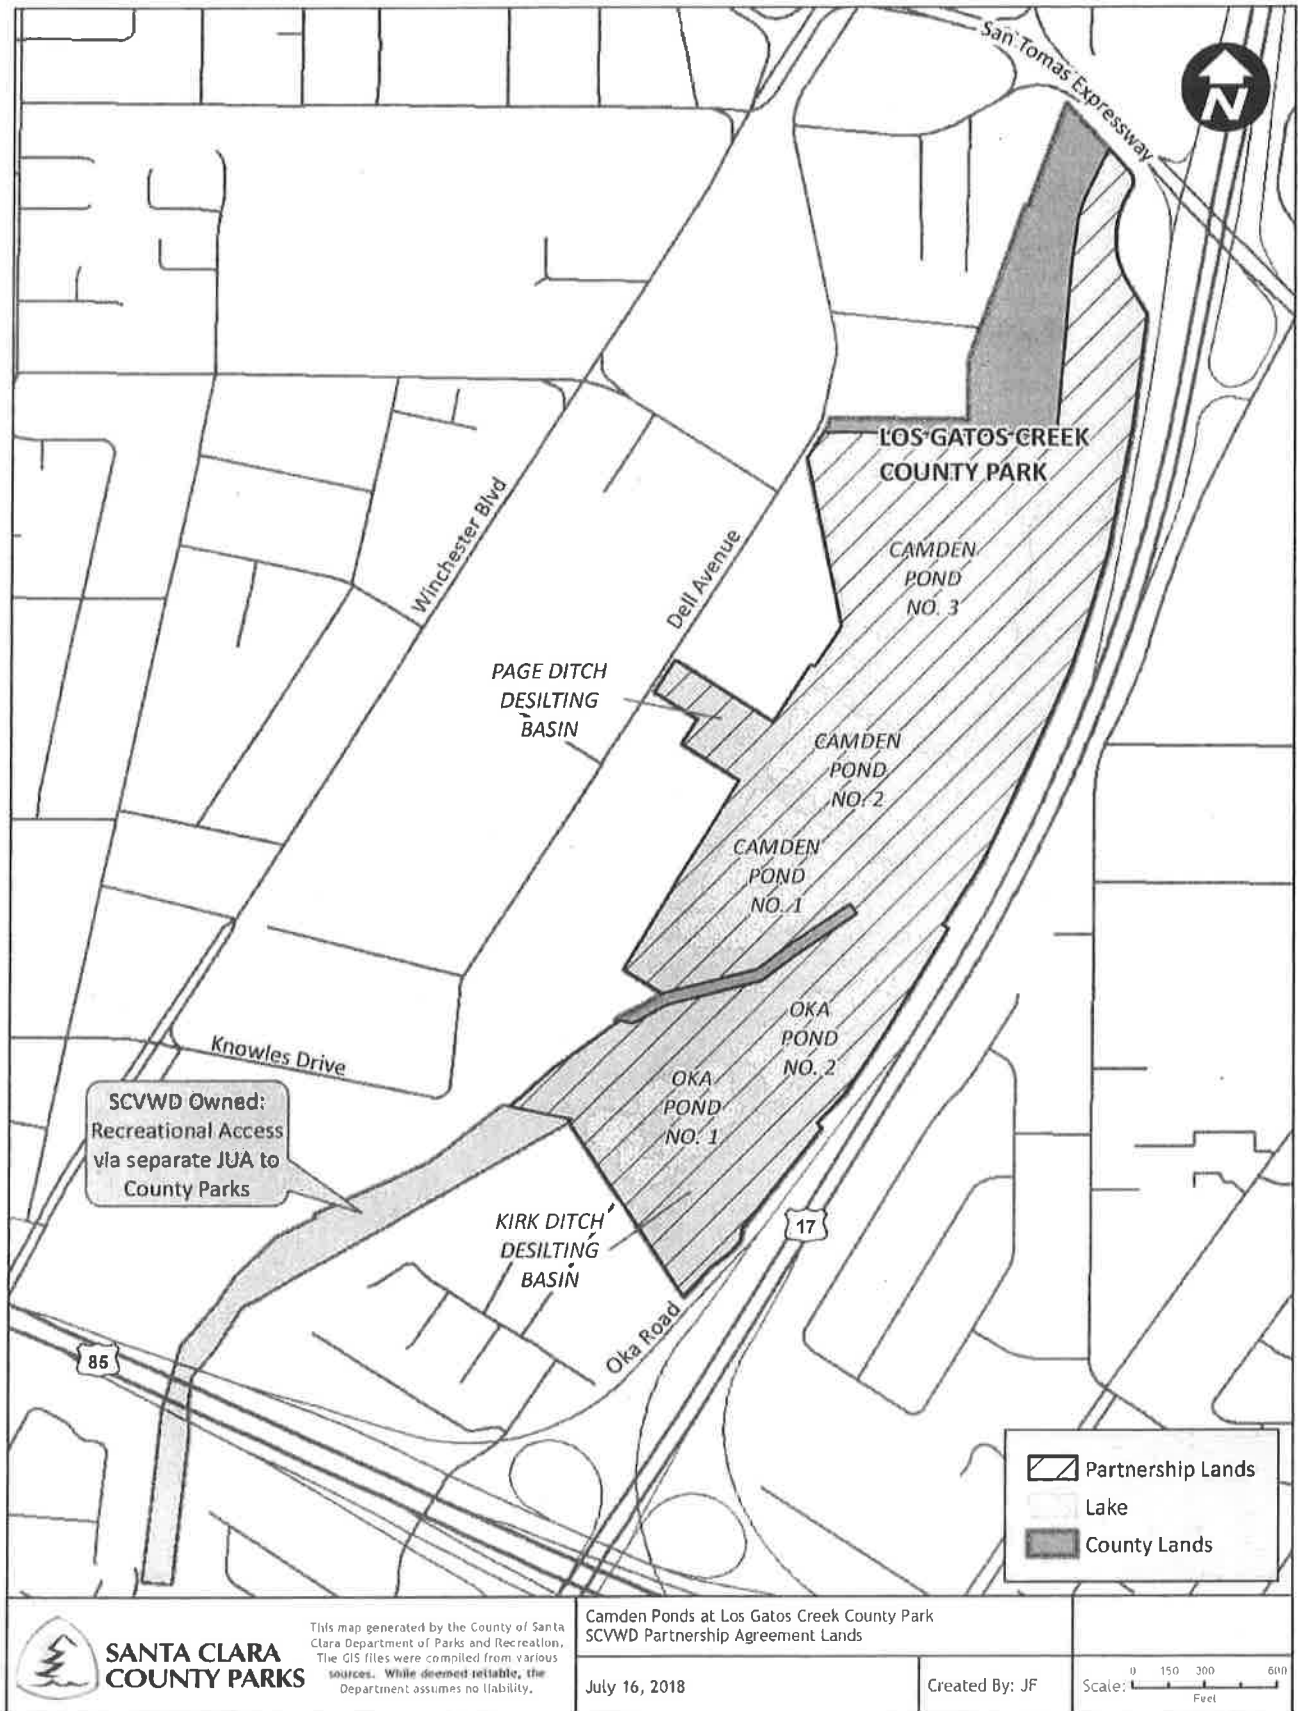 San Tomas Expressway
N
LOS GATOS CREEK
COUNTY PARK
CAMDEN
POND
NO. 3
Winchester Blvd
Dell Avenue
PAGE DITCH
DESILTING
BASIN
CAMDEN
POND
NO. 2
CAMDEN
POND
NO. 1
OKA
POND
NO. 2
Knowles Drive
OKA
POND
NO. 1
SCVWD Owned:
Recreational Access
via separate JUA to
County Parks
KIRK DITCH
DESILTING
BASIN
17
Oka Road
85
Partnership Lands
Lake
County Lands
SANTA CLARA
COUNTY PARKS
This map generated by the County of Santa
Clara Department of Parks and Recreation.
The GIS files were compiled from various
sources. While deemed reliable, the
Department assumes no liability.
Camden Ponds at Los Gatos Creek County Park
SCVWD Partnership Agreement Lands
July 16, 2018
Created By: JF
Scale:
0 150 300 600
Feet